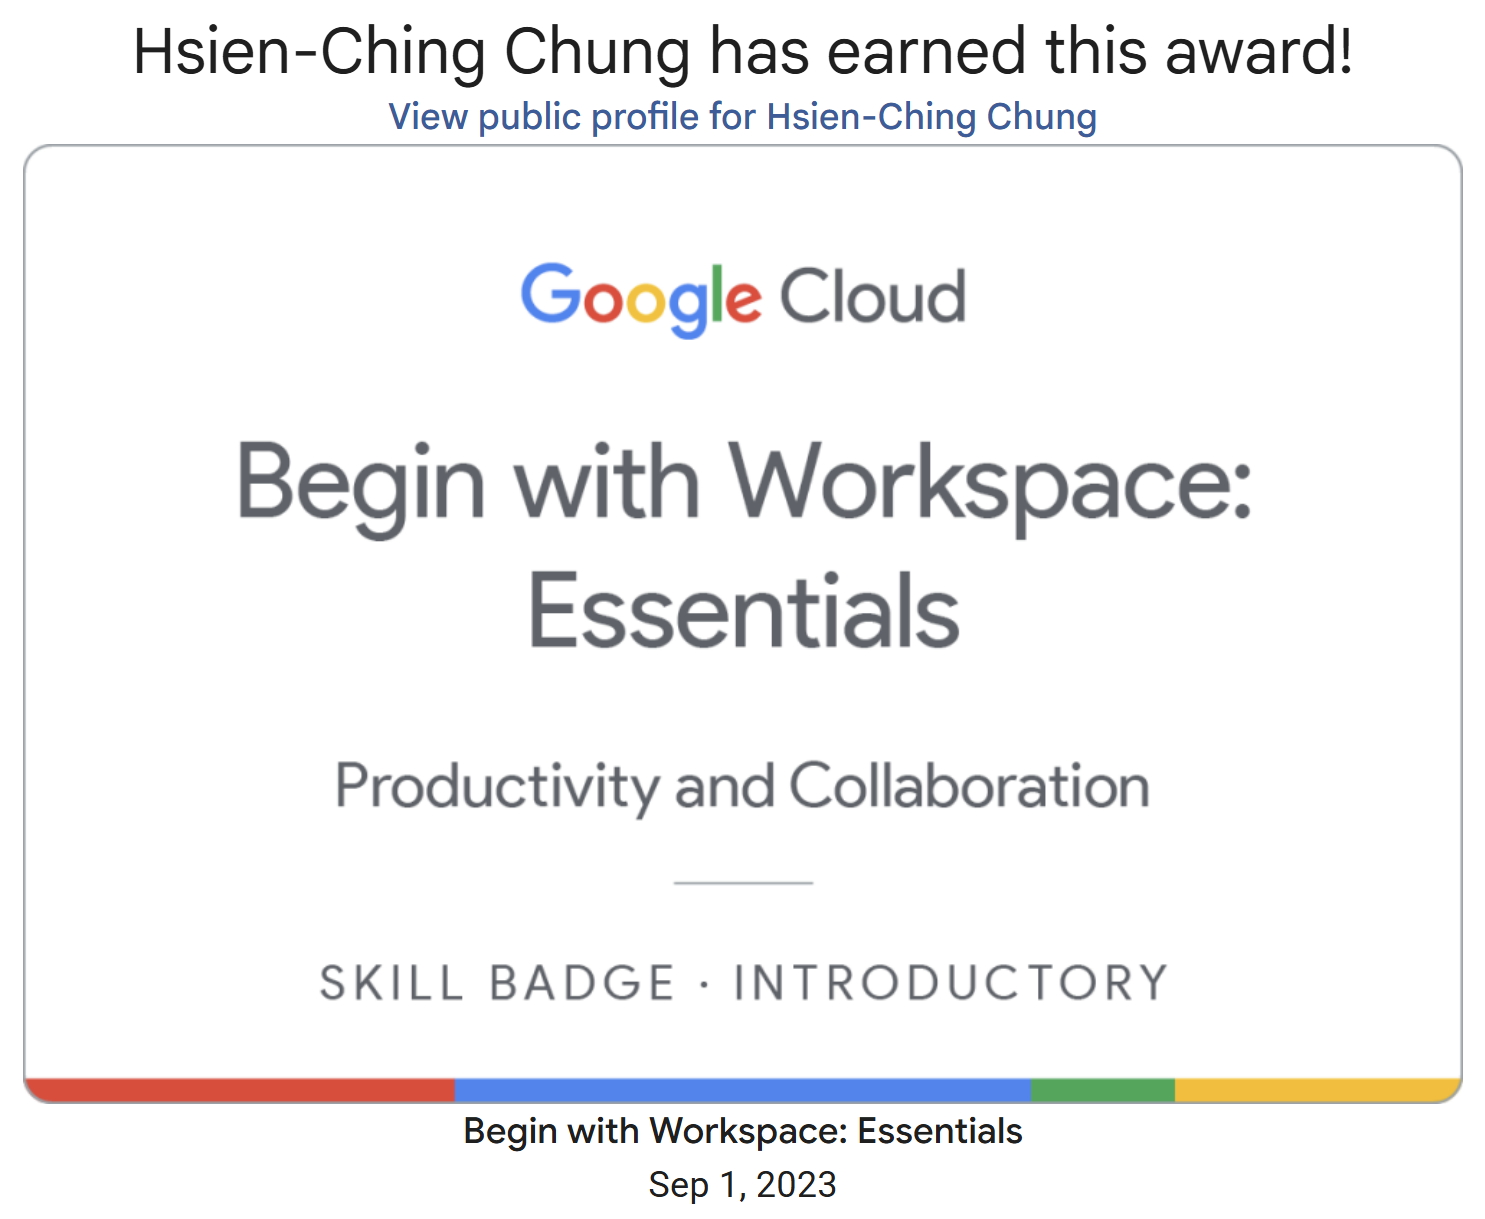 Hsien-Ching Chung has earned this award!
View public profile for Hsien-Ching Chung
Google Cloud
Begin with Workspace:
Essentials
Productivity and Collaboration
SKILL BADGE · INTRODUCTORY
Begin with Workspace: Essentials
Sep 1, 2023